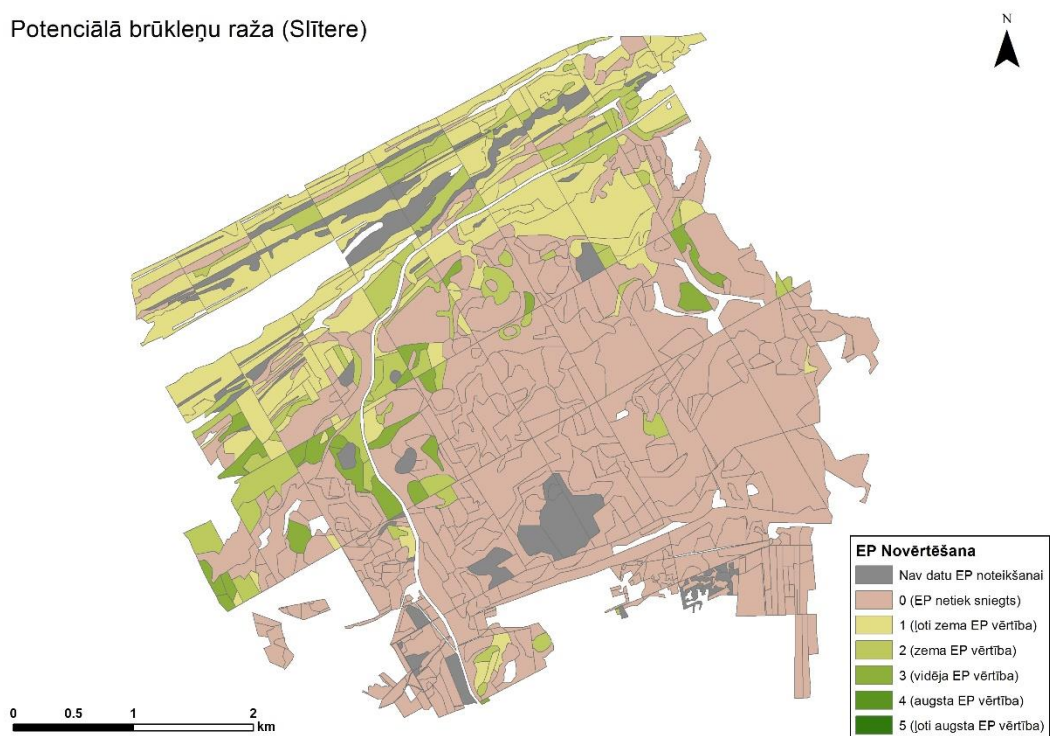 Potenciālā brūkleņu raža (Slītere)
N
EP Novērtēšana
Nav datu EP noteikšanai
0 (EP netiek sniegts)
1 (ļoti zema EP vērtība)
2 (zema EP vērtība)
3 (vidēja EP vērtība)
4 (augsta EP vērtība)
5 (ļoti augsta EP vērtība)
0 0.5 1 2
km